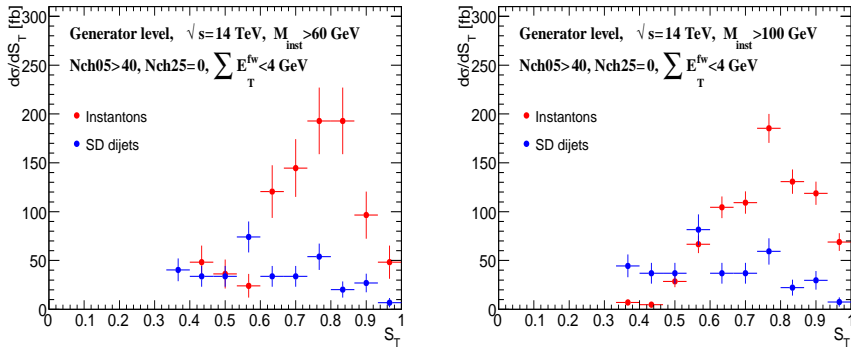 dσ/dS_T [fb]
Generator level, √s=14 TeV, M_inst>60 GeV
Nch05>40, Nch25=0, ∑ E_T^fw<4 GeV
Instantons
SD dijets
300
250
200
150
100
50
0
0 0.1 0.2 0.3 0.4 0.5 0.6 0.7 0.8 0.9 1
S_T
dσ/dS_T [fb]
Generator level, √s=14 TeV, M_inst>100 GeV
Nch05>40, Nch25=0, ∑ E_T^fw<4 GeV
Instantons
SD dijets
300
250
200
150
100
50
0
0 0.1 0.2 0.3 0.4 0.5 0.6 0.7 0.8 0.9 1
S_T